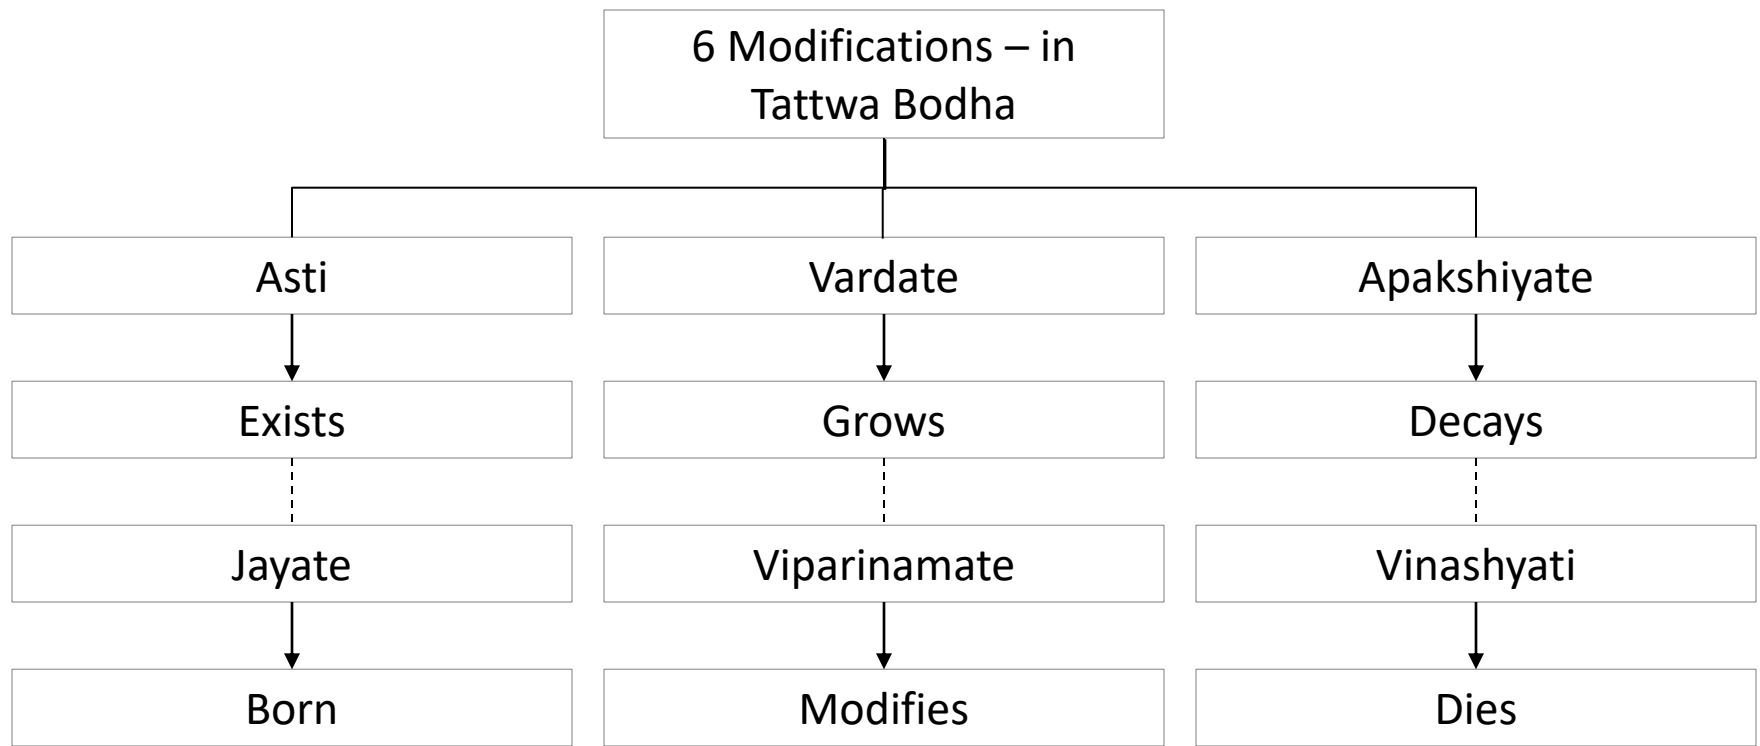 6 Modifications – in
Tattwa Bodha
Asti
Vardate
Apakshiyate
Exists
Grows
Decays
Jayate
Viparinamate
Vinashyati
Born
Modifies
Dies